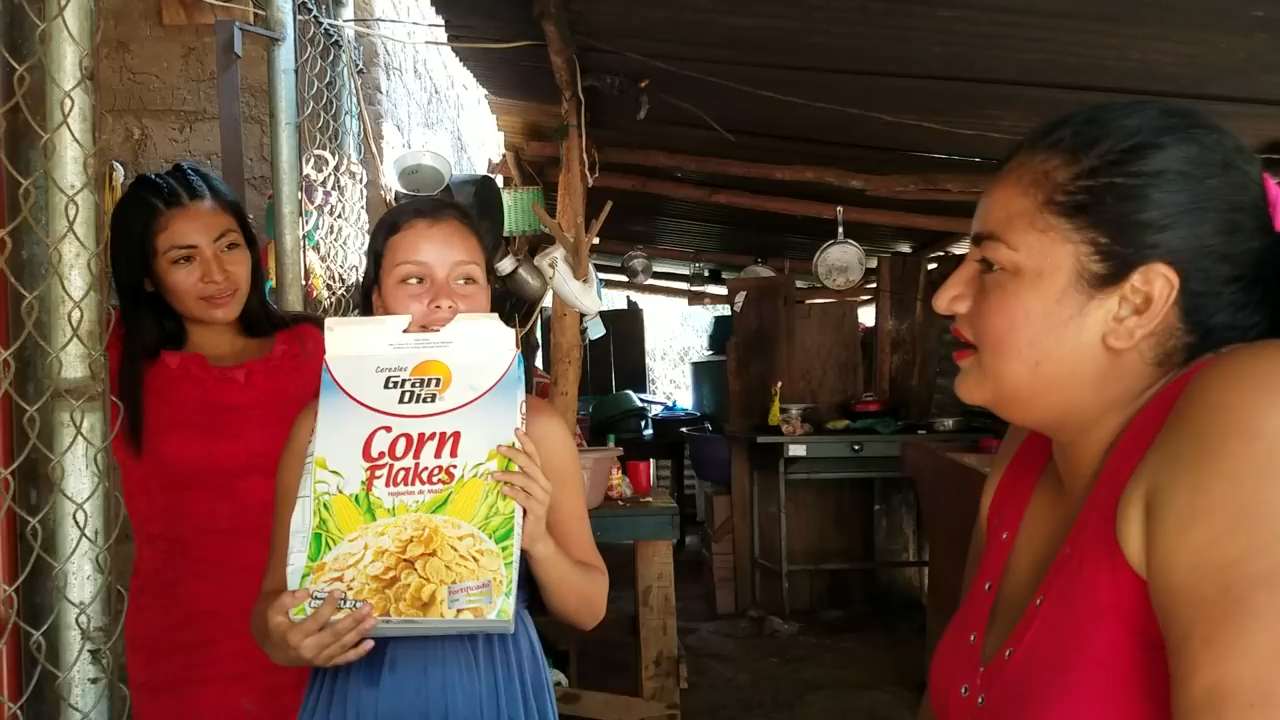 Cereales
Gran
Día
Corn
Flakes
Hojuelas de Maíz
Fortificado